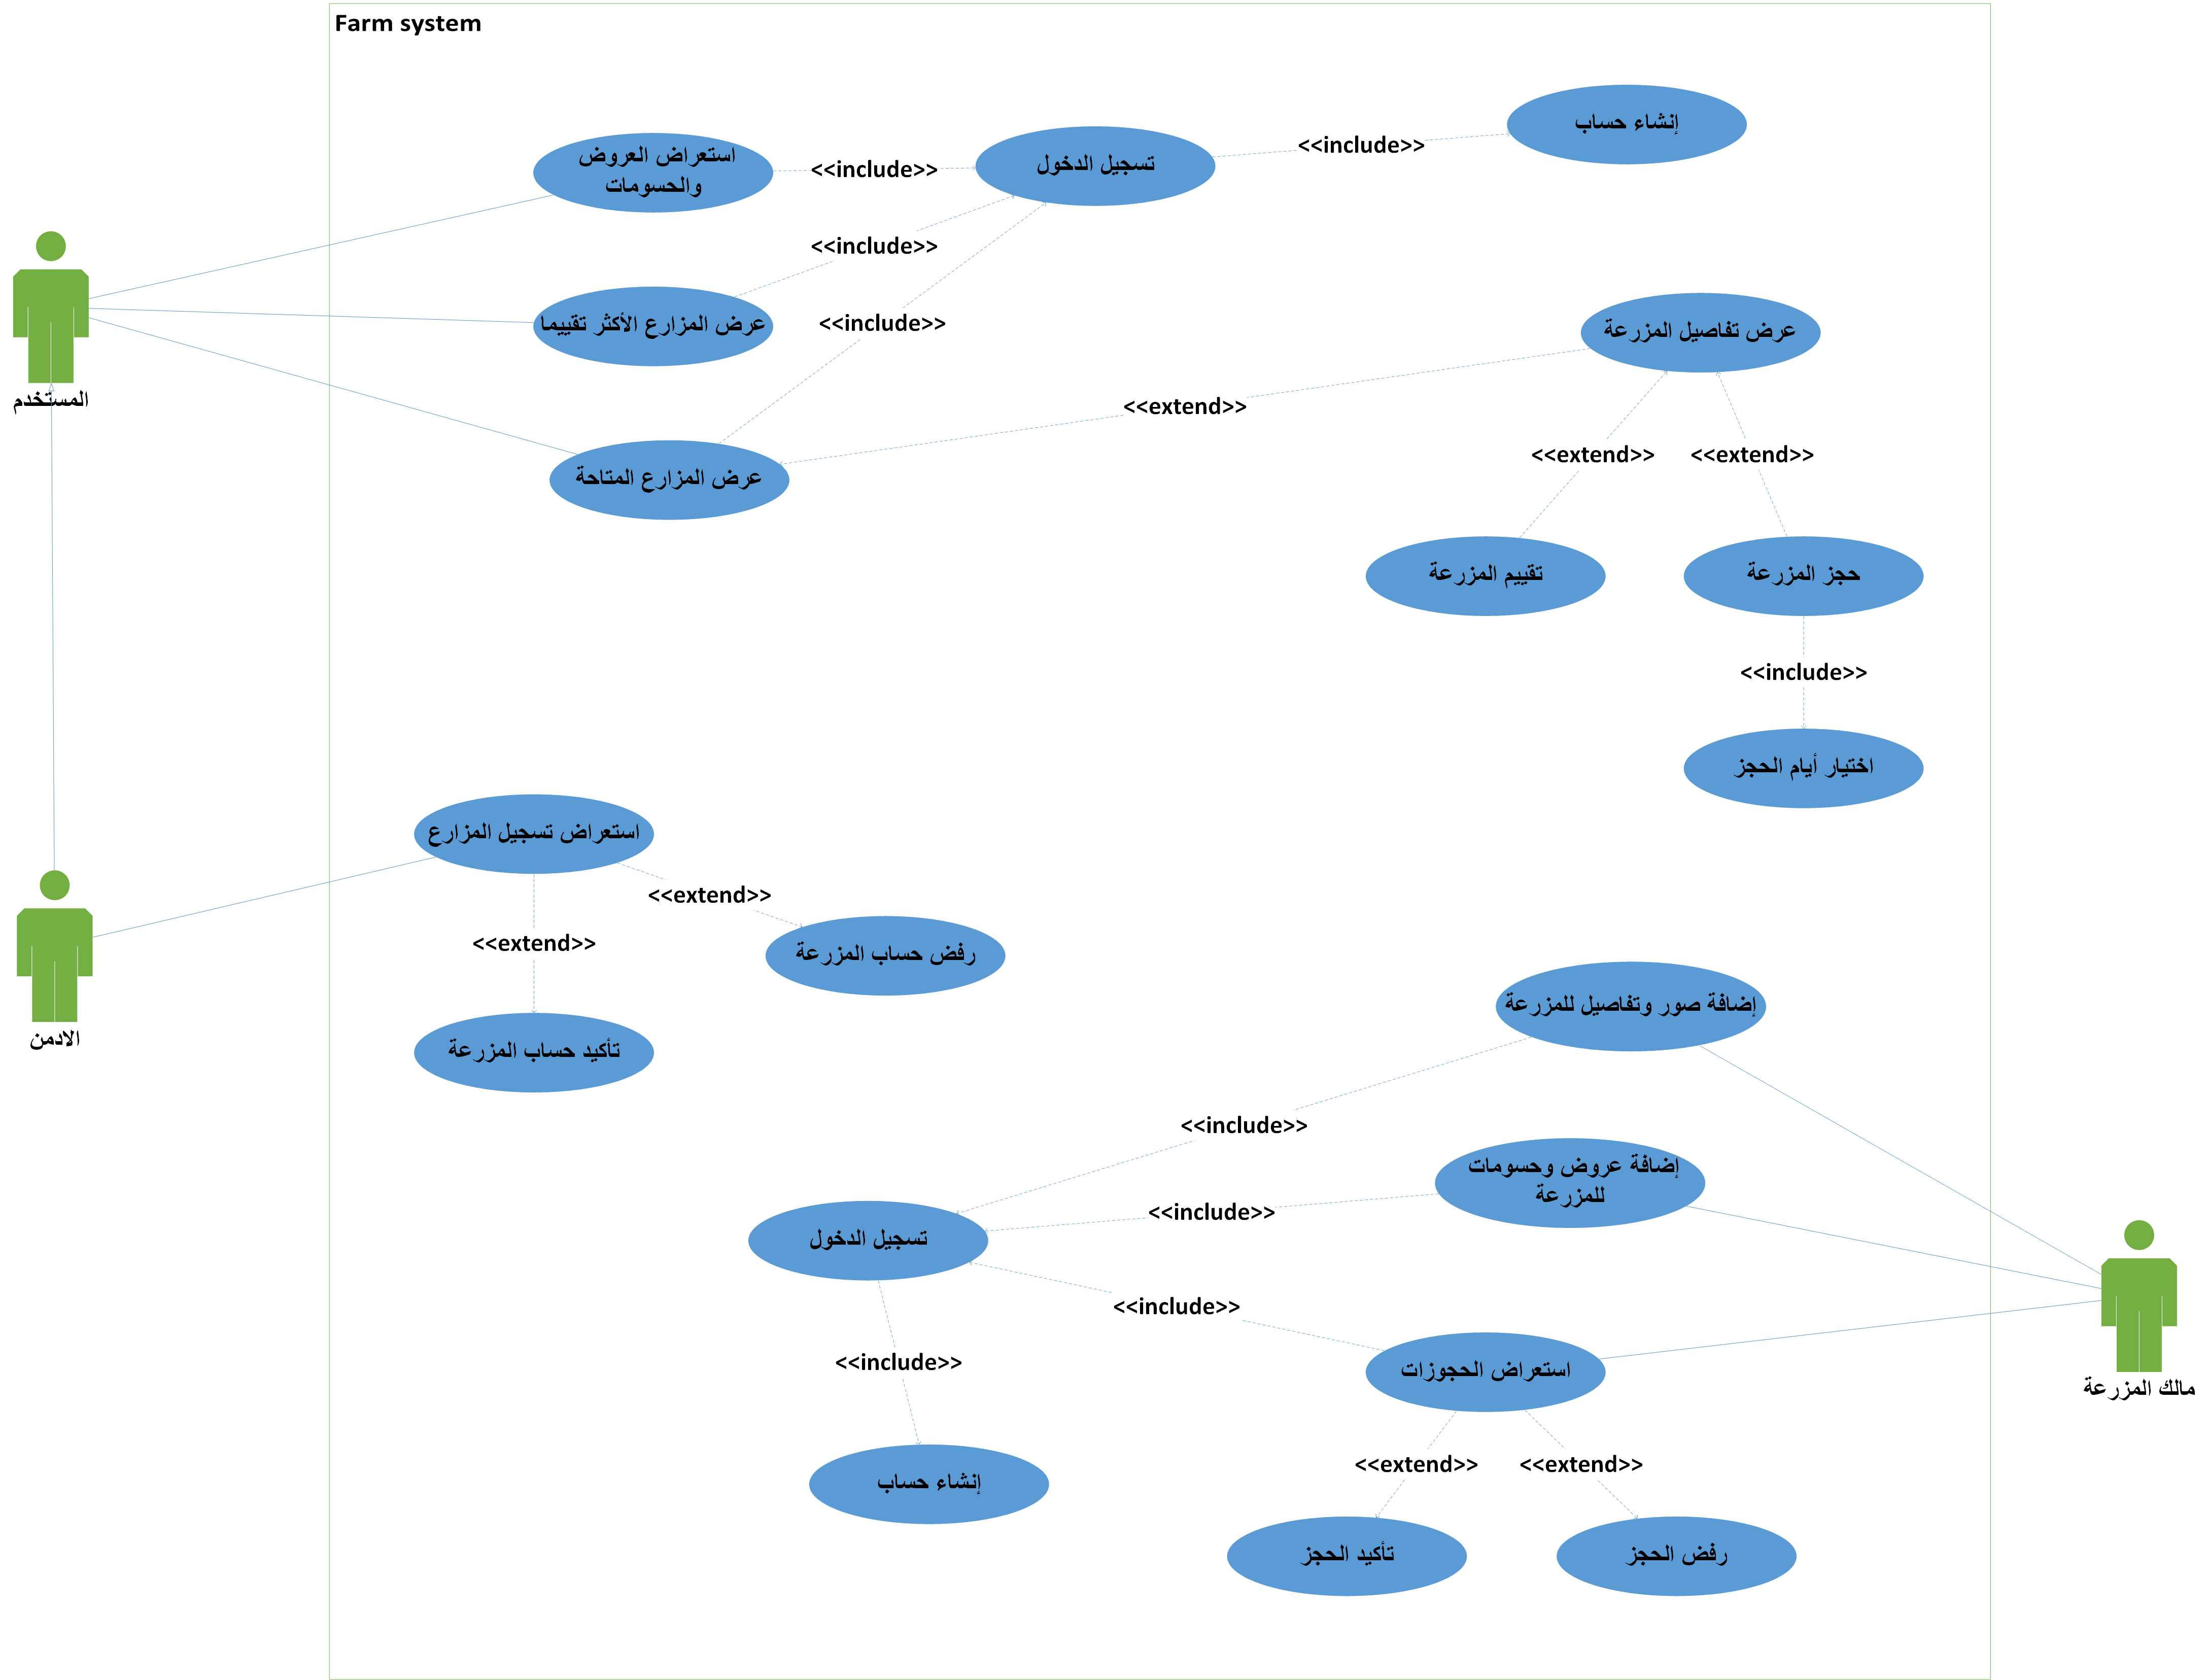 Farm system
إنشاء حساب
<<include>>
تسجيل الدخول
<<include>>
استعراض العروض
والحسومات
<<include>>
عرض المزارع الأكثر تقييما
<<include>>
عرض تفاصيل المزرعة
المستخدم
<<extend>>
<<extend>>
<<extend>>
عرض المزارع المتاحة
تقييم المزرعة
حجز المزرعة
<<include>>
اختيار أيام الحجز
استعراض تسجيل المزارع
<<extend>>
<<extend>>
رفض حساب المزرعة
الادمن
تأكيد حساب المزرعة
إضافة صور وتفاصيل للمزرعة
<<include>>
إضافة عروض وحسومات
للمزرعة
<<include>>
تسجيل الدخول
<<include>>
<<include>>
استعراض الحجوزات
مالك المزرعة
<<extend>>
<<extend>>
إنشاء حساب
تأكيد الحجز
رفض الحجز